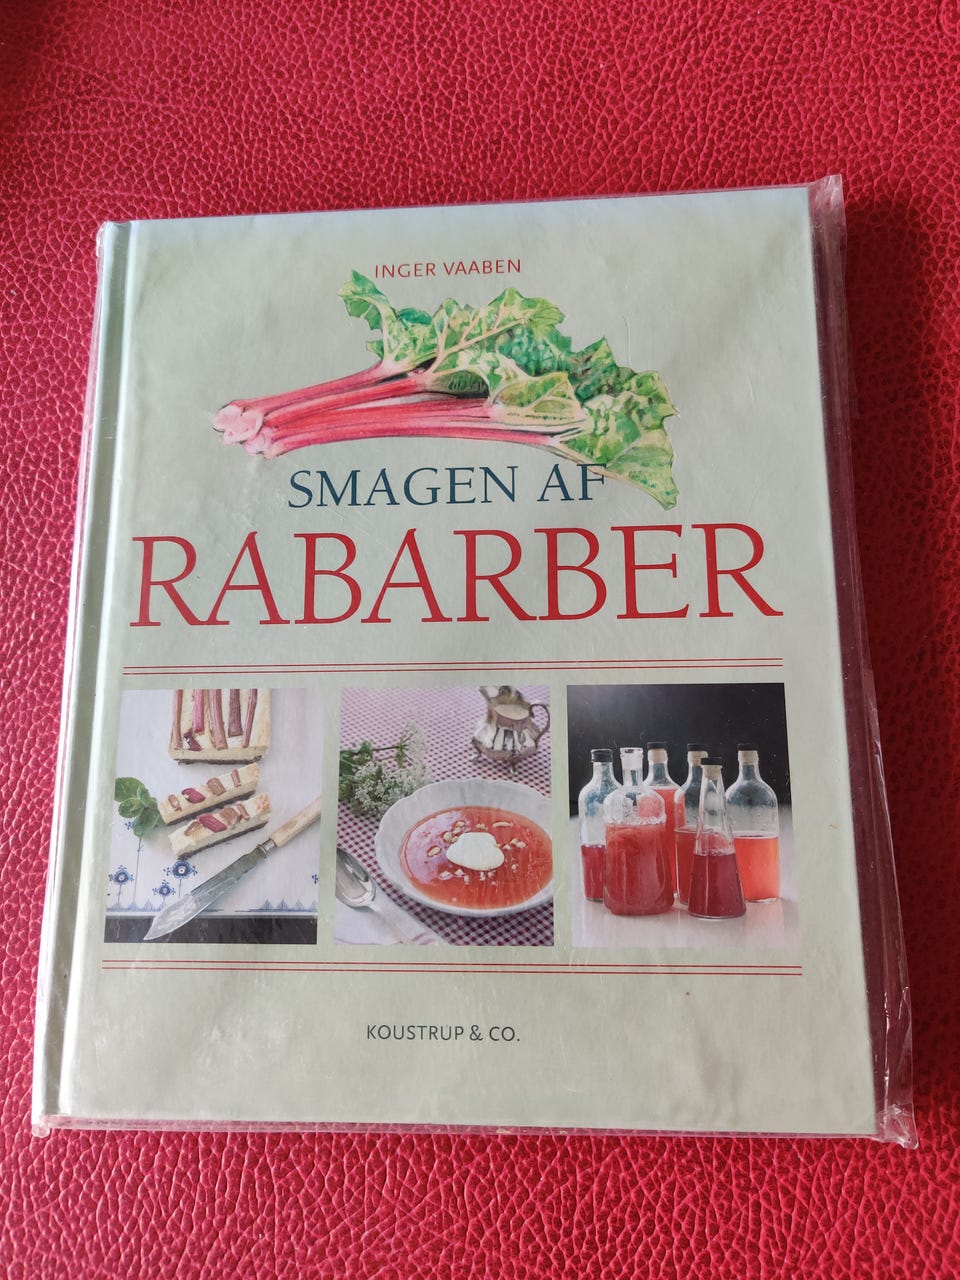 INGER VAABEN
SMAGEN AF
RABARBER
KOUSTRUP & CO.